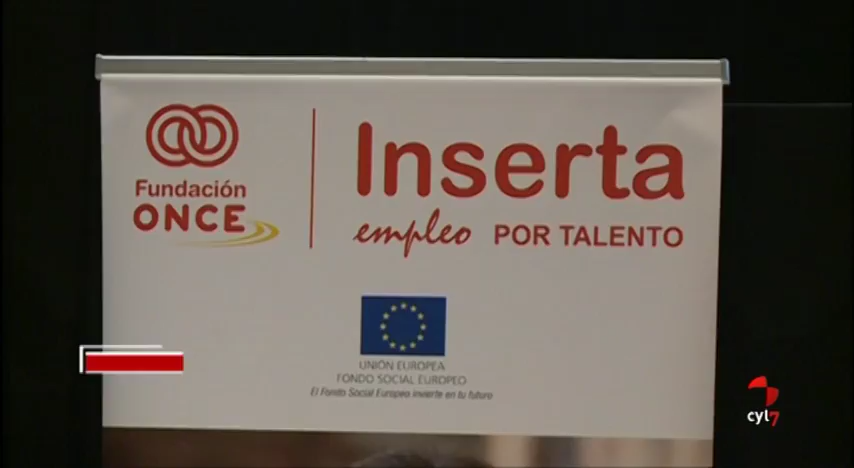 Fundación
ONCE
Inserta
empleo POR TALENTO
UNIÓN EUROPEA
FONDO SOCIAL EUROPEO
El Fondo Social Europeo invierte en tu futuro
cyl7